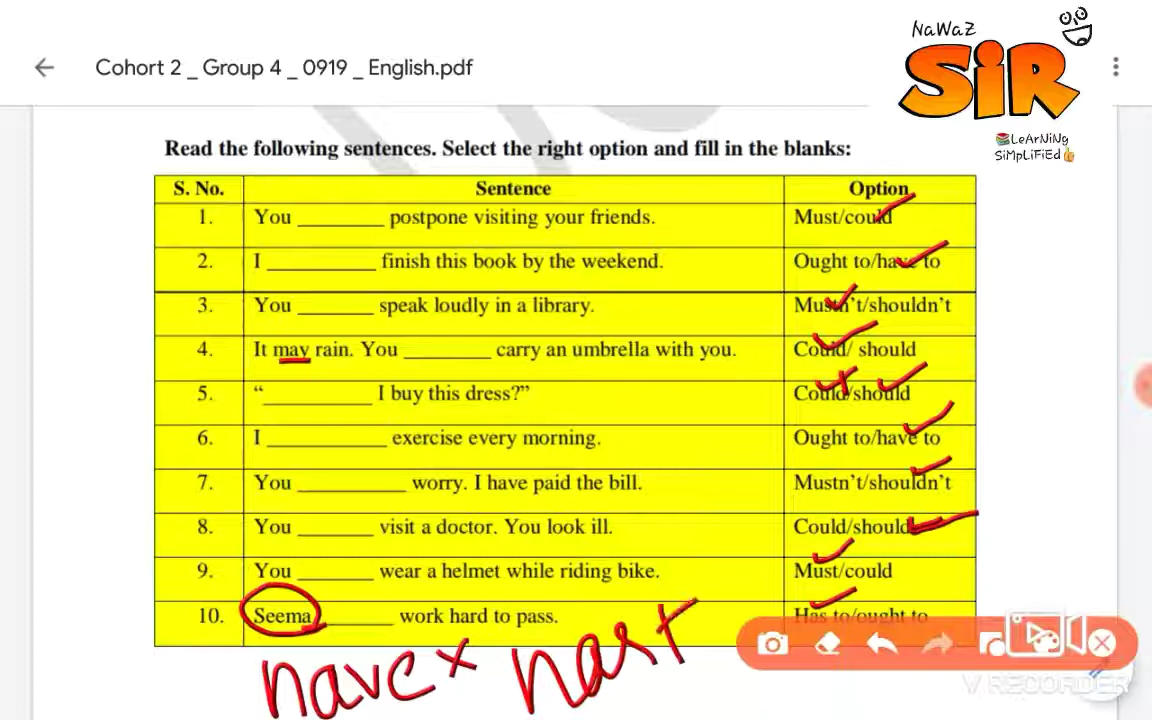 NaWaZ
SiR
Cohort 2 _ Group 4 _ 0919 _ English.pdf
LeArNiNg
SiMpLiFiEd
Read the following sentences. Select the right option and fill in the blanks:
S. No. Sentence Option
1. You ________ postpone visiting your friends. Must/could
2. I __________ finish this book by the weekend. Ought to/have to
3. You _______ speak loudly in a library. Mustn't/shouldn't
4. It may rain. You ________ carry an umbrella with you. Could/ should
5. “__________ I buy this dress?” Could/should
6. I ___________ exercise every morning. Ought to/have to
7. You __________ worry. I have paid the bill. Mustn't/shouldn't
8. You _______ visit a doctor. You look ill. Could/should
9. You _______ wear a helmet while riding bike. Must/could
10. Seema _______ work hard to pass. Has to/ought to
have x has t
V RECORDER